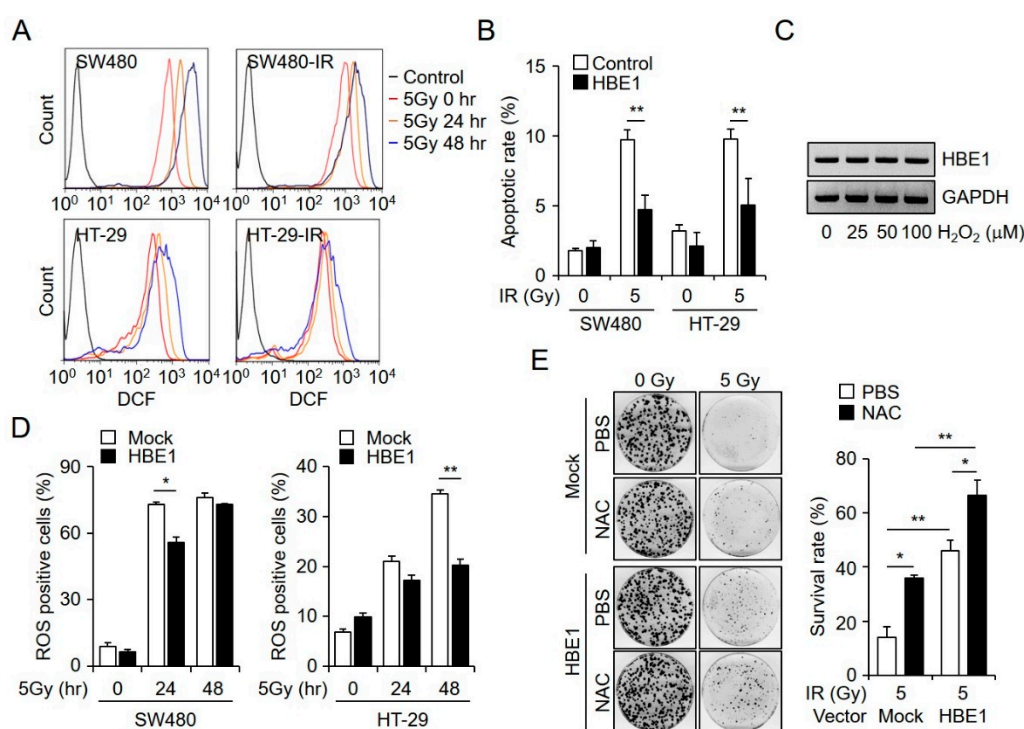 A
SW480
SW480-IR
Control
5Gy 0 hr
5Gy 24 hr
5Gy 48 hr
Count
10⁰ 10¹ 10² 10³ 10⁴
10⁰ 10¹ 10² 10³ 10⁴
HT-29
HT-29-IR
Count
10⁰ 10¹ 10² 10³ 10⁴
10⁰ 10¹ 10² 10³ 10⁴
DCF
DCF
B
Control
HBE1
Apoptotic rate (%)
15
10
5
0
**
**
IR (Gy) 0 5 0 5
SW480 HT-29
C
HBE1
GAPDH
0 25 50 100 H₂O₂ (μM)
D
Mock
HBE1
ROS positive cells (%)
90
60
30
0
*
5Gy (hr) 0 24 48
SW480
Mock
HBE1
ROS positive cells (%)
40
30
20
10
0
**
5Gy (hr) 0 24 48
HT-29
E
0 Gy 5 Gy
Mock
PBS
NAC
HBE1
PBS
NAC
PBS
NAC
Survival rate (%)
80
60
40
20
0
**
*
**
*
IR (Gy) 5 5
Vector Mock HBE1